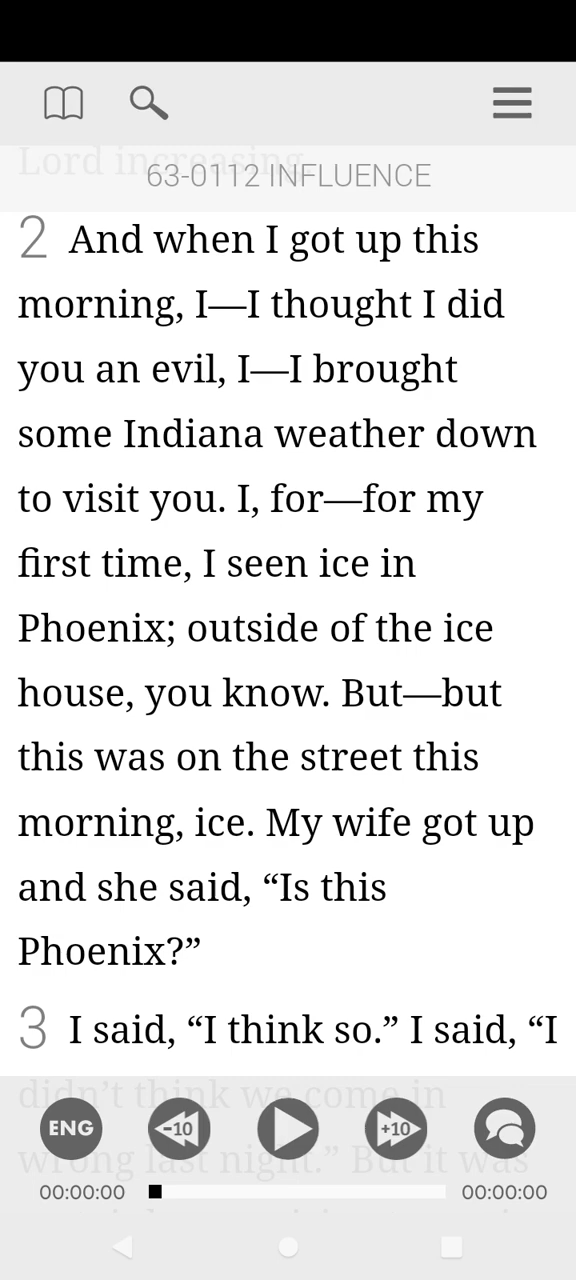 Lord increasing
63-0112 INFLUENCE
2 And when I got up this
morning, I—I thought I did
you an evil, I—I brought
some Indiana weather down
to visit you. I, for—for my
first time, I seen ice in
Phoenix; outside of the ice
house, you know. But—but
this was on the street this
morning, ice. My wife got up
and she said, “Is this
Phoenix?”
3 I said, “I think so.” I said, “I
didn’t think we come in
ENG -10 +10
wrong last night.” But it was
00:00:00 00:00:00